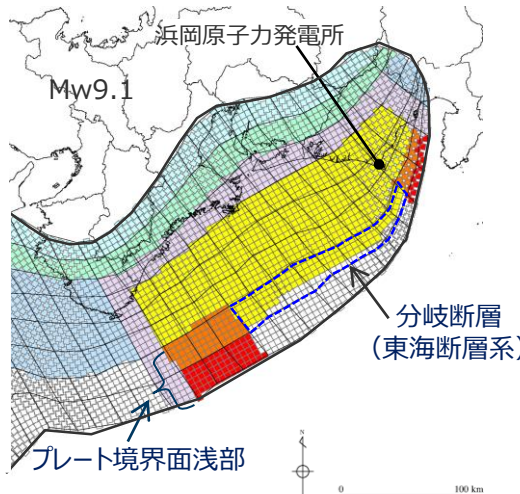 浜岡原子力発電所
Mw9.1
分岐断層
（東海断層系）
プレート境界面浅部
N
0 100 km